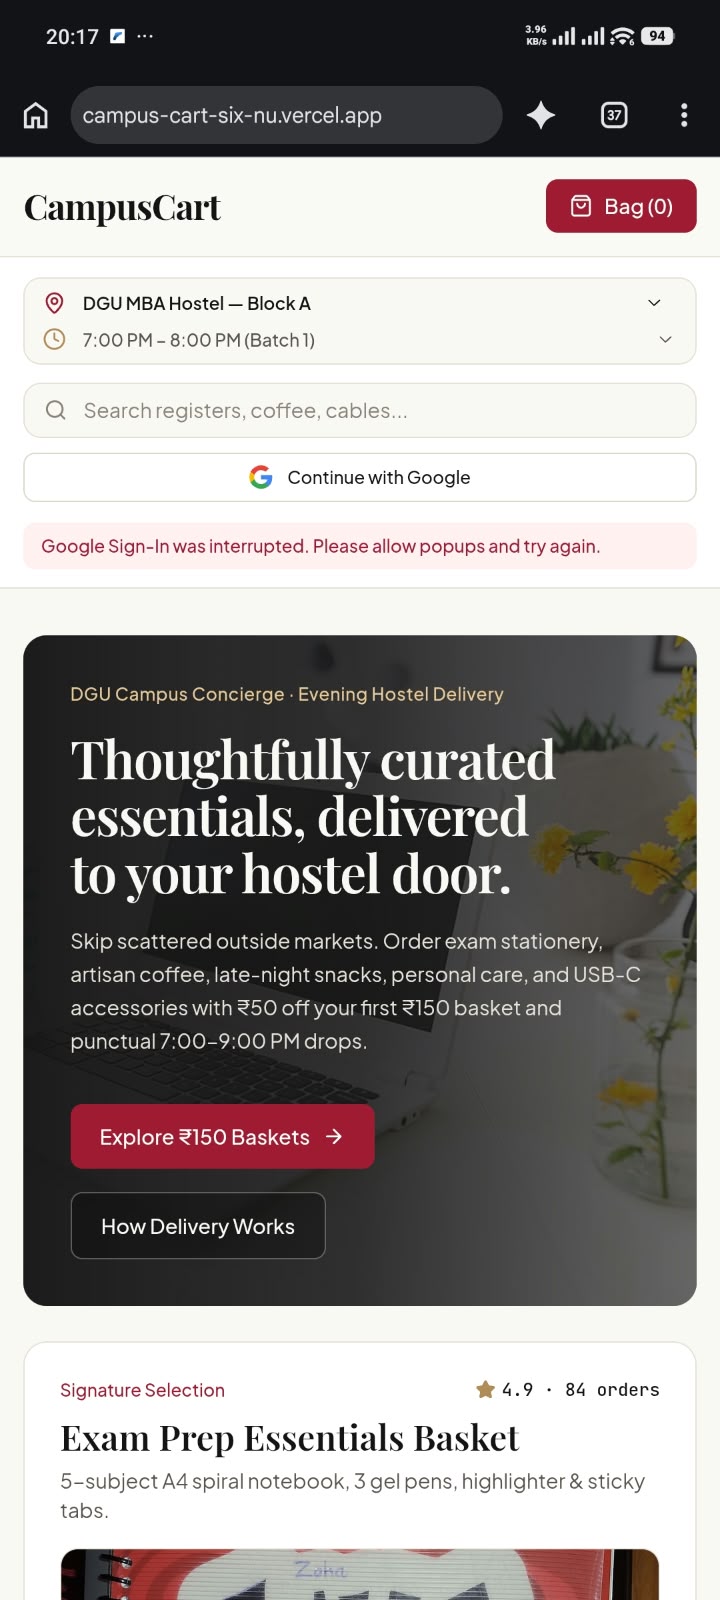 20:17
3.96
KB/s
6
94
campus-cart-six-nu.vercel.app
37
CampusCart
Bag (0)
DGU MBA Hostel — Block A
7:00 PM – 8:00 PM (Batch 1)
Search registers, coffee, cables...
Continue with Google
Google Sign-In was interrupted. Please allow popups and try again.
DGU Campus Concierge · Evening Hostel Delivery
Thoughtfully curated
essentials, delivered
to your hostel door.
Skip scattered outside markets. Order exam stationery,
artisan coffee, late-night snacks, personal care, and USB-C
accessories with ₹50 off your first ₹150 basket and
punctual 7:00–9:00 PM drops.
Explore ₹150 Baskets →
How Delivery Works
Signature Selection
4.9 · 84 orders
Exam Prep Essentials Basket
5–subject A4 spiral notebook, 3 gel pens, highlighter & sticky
tabs.
Zoha